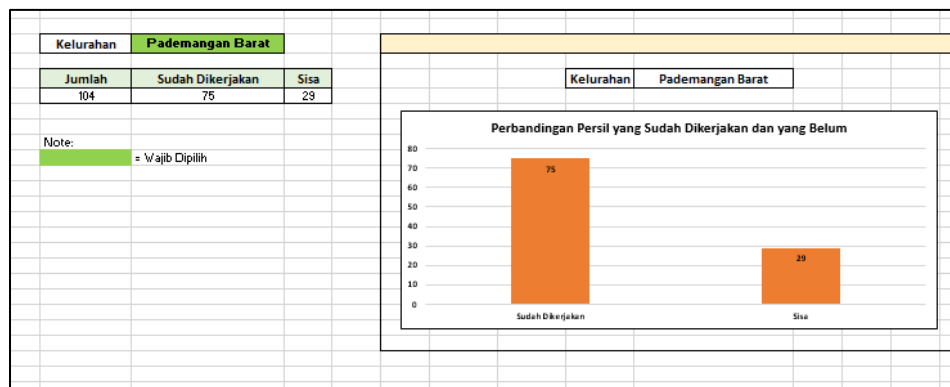 Kelurahan Pademangan Barat
Jumlah Sudah Dikerjakan Sisa
104 75 29
Note:
= Wajib Dipilih
Kelurahan Pademangan Barat
Perbandingan Persil yang Sudah Dikerjakan dan yang Belum
80
70
60
50
40
30
20
10
0
75
29
Sudah Dikerjakan Sisa